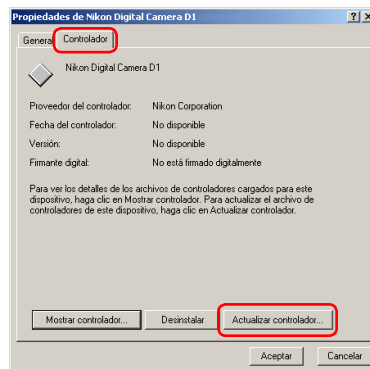 Propiedades de Nikon Digital Camera D1
General
Controlador
Nikon Digital Camera D1
Proveedor del controlador: Nikon Corporation
Fecha del controlador: No disponible
Versión: No disponible
Firmante digital: No está firmado digitalmente
Para ver los detalles de los archivos de controladores cargados para este
dispositivo, haga clic en Mostrar controlador. Para actualizar el archivo de
controladores de este dispositivo, haga clic en Actualizar controlador.
Mostrar controlador... Desinstalar Actualizar controlador...
Aceptar Cancelar